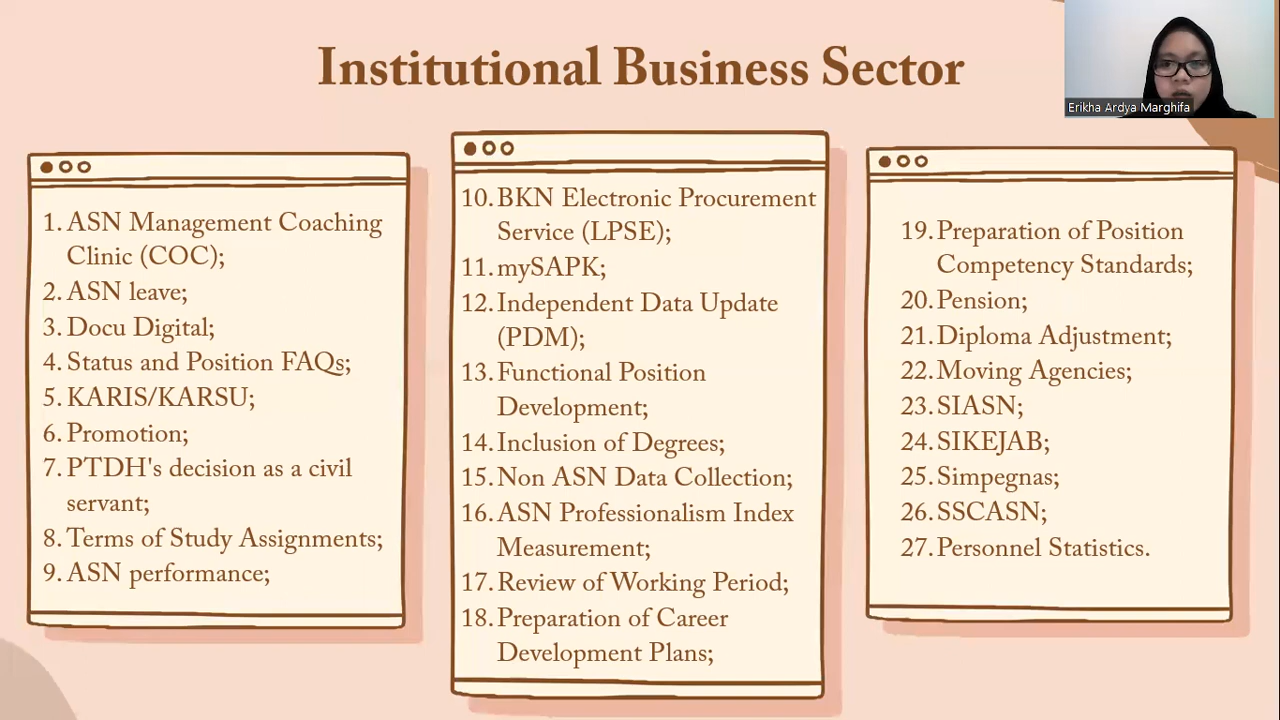 Institutional Business Sector
Erikha Ardya Marghifa
1. ASN Management Coaching
Clinic (COC);
2. ASN leave;
3. Docu Digital;
4. Status and Position FAQs;
5. KARIS/KARSU;
6. Promotion;
7. PTDH's decision as a civil
servant;
8. Terms of Study Assignments;
9. ASN performance;
10. BKN Electronic Procurement
Service (LPSE);
11. mySAPK;
12. Independent Data Update
(PDM);
13. Functional Position
Development;
14. Inclusion of Degrees;
15. Non ASN Data Collection;
16. ASN Professionalism Index
Measurement;
17. Review of Working Period;
18. Preparation of Career
Development Plans;
19. Preparation of Position
Competency Standards;
20. Pension;
21. Diploma Adjustment;
22. Moving Agencies;
23. SIASN;
24. SIKEJAB;
25. Simpegnas;
26. SSCASN;
27. Personnel Statistics.